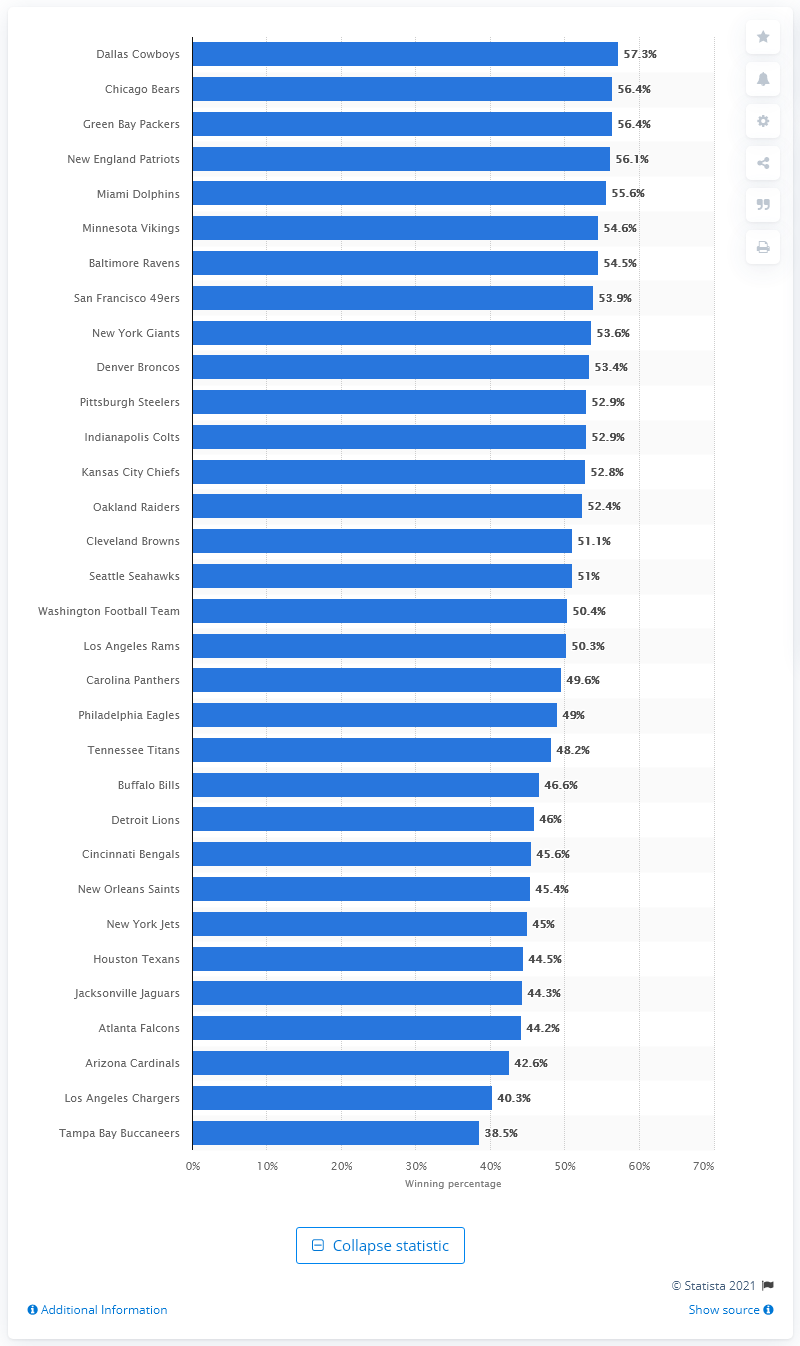 Dallas Cowboys 57.3%
Chicago Bears 56.4%
Green Bay Packers 56.4%
New England Patriots 56.1%
Miami Dolphins 55.6%
Minnesota Vikings 54.6%
Baltimore Ravens 54.5%
San Francisco 49ers 53.9%
New York Giants 53.6%
Denver Broncos 53.4%
Pittsburgh Steelers 52.9%
Indianapolis Colts 52.9%
Kansas City Chiefs 52.8%
Oakland Raiders 52.4%
Cleveland Browns 51.1%
Seattle Seahawks 51%
Washington Football Team 50.4%
Los Angeles Rams 50.3%
Carolina Panthers 49.6%
Philadelphia Eagles 49%
Tennessee Titans 48.2%
Buffalo Bills 46.6%
Detroit Lions 46%
Cincinnati Bengals 45.6%
New Orleans Saints 45.4%
New York Jets 45%
Houston Texans 44.5%
Jacksonville Jaguars 44.3%
Atlanta Falcons 44.2%
Arizona Cardinals 42.6%
Los Angeles Chargers 40.3%
Tampa Bay Buccaneers 38.5%
0% 10% 20% 30% 40% 50% 60% 70%
Winning percentage
Collapse statistic
© Statista 2021
Additional Information Show source